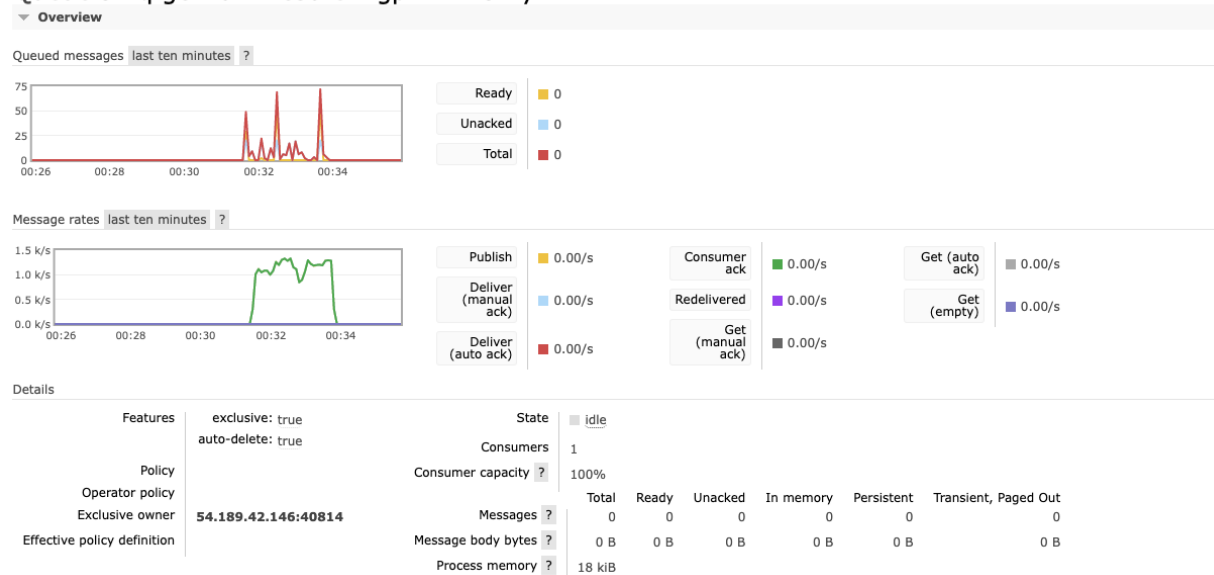 Overview
Queued messages last ten minutes ?
75
50
25
0
00:26 00:28 00:30 00:32 00:34
Ready 0
Unacked 0
Total 0
Message rates last ten minutes ?
1.5 k/s
1.0 k/s
0.5 k/s
0.0 k/s
00:26 00:28 00:30 00:32 00:34
Publish 0.00/s
Deliver
(manual
ack) 0.00/s
Deliver
(auto ack) 0.00/s
Consumer
ack 0.00/s
Redelivered 0.00/s
Get
(manual
ack) 0.00/s
Get (auto
ack) 0.00/s
Get
(empty) 0.00/s
Details
Features exclusive: true
auto-delete: true
Policy
Operator policy
Exclusive owner 54.189.42.146:40814
Effective policy definition
State idle
Consumers 1
Consumer capacity ? 100%
Total Ready Unacked In memory Persistent Transient, Paged Out
Messages ? 0 0 0 0 0 0
Message body bytes ? 0 B 0 B 0 B 0 B 0 B 0 B
Process memory ? 18 kiB